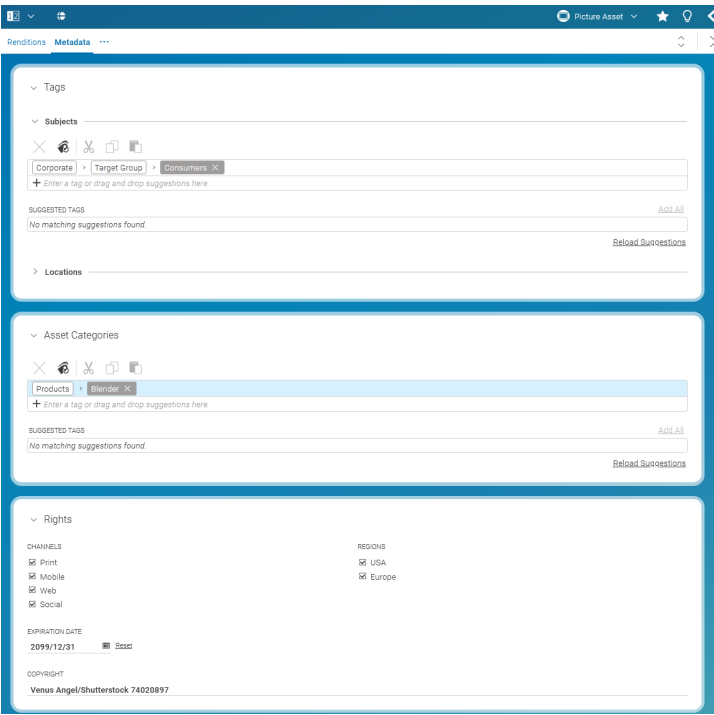 Picture Asset
Renditions Metadata
Tags
Subjects
Corporate Target Group Consumers
Enter a tag or drag and drop suggestions here.
SUGGESTED TAGS Add All
No matching suggestions found.
Reload Suggestions
Locations
Asset Categories
Products Blender
Enter a tag or drag and drop suggestions here.
SUGGESTED TAGS Add All
No matching suggestions found.
Reload Suggestions
Rights
CHANNELS REGIONS
Print USA
Mobile Europe
Web
Social
EXPIRATION DATE
2099/12/31 Reset
COPYRIGHT
Venus Angel/Shutterstock 74020897